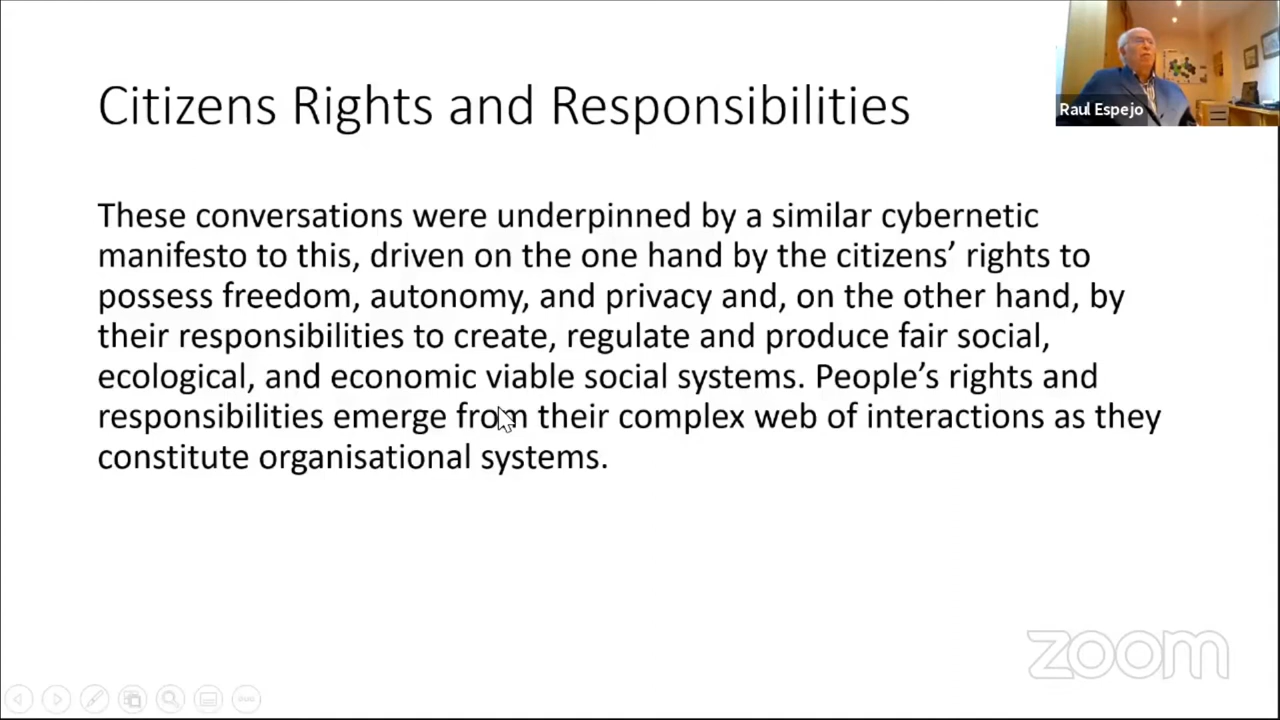 Citizens Rights and Responsibilities
Raul Espejo
These conversations were underpinned by a similar cybernetic
manifesto to this, driven on the one hand by the citizens’ rights to
possess freedom, autonomy, and privacy and, on the other hand, by
their responsibilities to create, regulate and produce fair social,
ecological, and economic viable social systems. People’s rights and
responsibilities emerge from their complex web of interactions as they
constitute organisational systems.
zoom